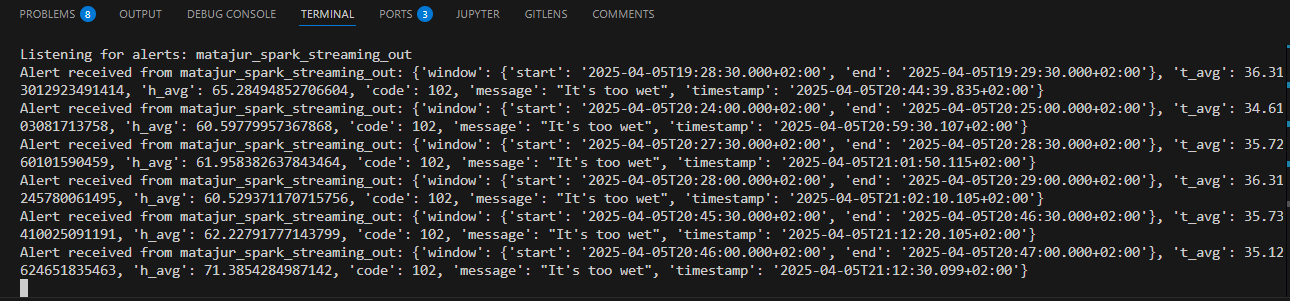 PROBLEMS 8 OUTPUT DEBUG CONSOLE TERMINAL PORTS 3 JUPYTER GITLENS COMMENTS
Listening for alerts: matajur_spark_streaming_out
Alert received from matajur_spark_streaming_out: {'window': {'start': '2025-04-05T19:28:30.000+02:00', 'end': '2025-04-05T19:29:30.000+02:00'}, 't_avg': 36.31
3012923491414, 'h_avg': 65.28494852706604, 'code': 102, 'message': "It's too wet", 'timestamp': '2025-04-05T20:44:39.835+02:00'}
Alert received from matajur_spark_streaming_out: {'window': {'start': '2025-04-05T20:24:00.000+02:00', 'end': '2025-04-05T20:25:00.000+02:00'}, 't_avg': 34.61
03081713758, 'h_avg': 60.59779957367868, 'code': 102, 'message': "It's too wet", 'timestamp': '2025-04-05T20:59:30.107+02:00'}
Alert received from matajur_spark_streaming_out: {'window': {'start': '2025-04-05T20:27:30.000+02:00', 'end': '2025-04-05T20:28:30.000+02:00'}, 't_avg': 35.72
60101590459, 'h_avg': 61.958382637843464, 'code': 102, 'message': "It's too wet", 'timestamp': '2025-04-05T21:01:50.115+02:00'}
Alert received from matajur_spark_streaming_out: {'window': {'start': '2025-04-05T20:28:00.000+02:00', 'end': '2025-04-05T20:29:00.000+02:00'}, 't_avg': 36.31
245780061495, 'h_avg': 60.529371170715756, 'code': 102, 'message': "It's too wet", 'timestamp': '2025-04-05T21:02:10.105+02:00'}
Alert received from matajur_spark_streaming_out: {'window': {'start': '2025-04-05T20:45:30.000+02:00', 'end': '2025-04-05T20:46:30.000+02:00'}, 't_avg': 35.73
410025091191, 'h_avg': 62.22791777143799, 'code': 102, 'message': "It's too wet", 'timestamp': '2025-04-05T21:12:20.105+02:00'}
Alert received from matajur_spark_streaming_out: {'window': {'start': '2025-04-05T20:46:00.000+02:00', 'end': '2025-04-05T20:47:00.000+02:00'}, 't_avg': 35.12
624651835463, 'h_avg': 71.3854284987142, 'code': 102, 'message': "It's too wet", 'timestamp': '2025-04-05T21:12:30.099+02:00'}